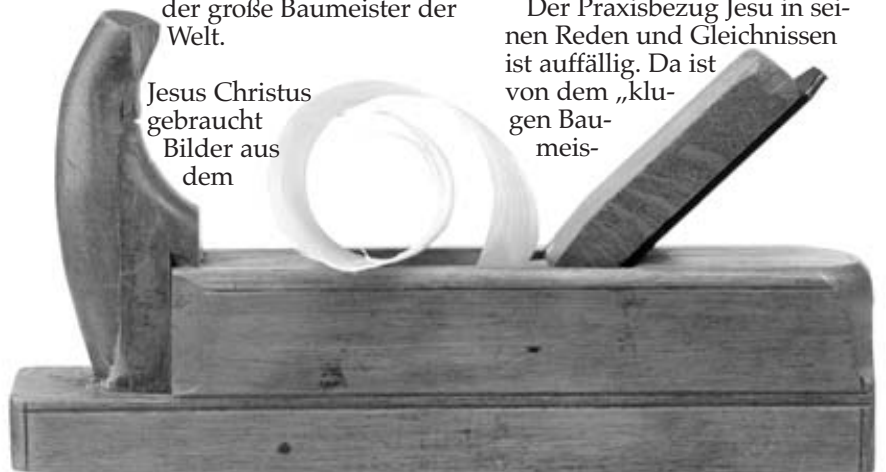 der große Baumeister der
Welt.
Jesus Christus
gebraucht
Bilder aus
dem
Der Praxisbezug Jesu in sei-
nen Reden und Gleichnissen
ist auffällig. Da ist
von dem „klu-
gen Bau-
meis-